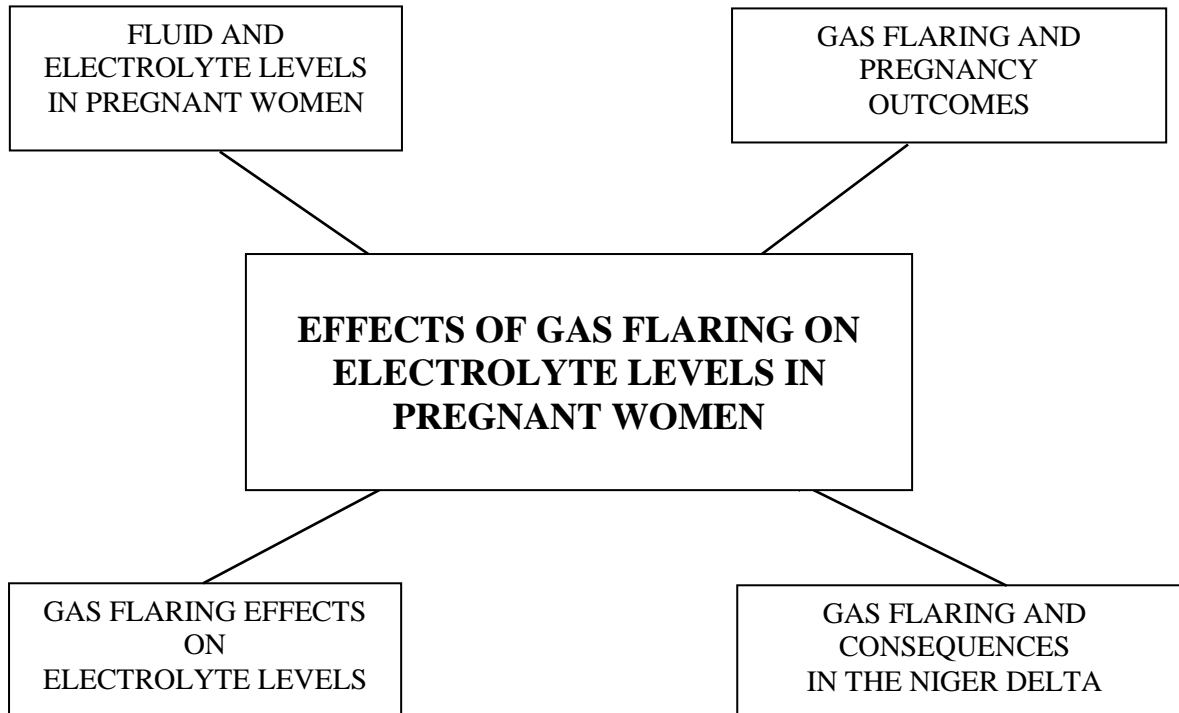 FLUID AND
ELECTROLYTE LEVELS
IN PREGNANT WOMEN
GAS FLARING AND
PREGNANCY
OUTCOMES
EFFECTS OF GAS FLARING ON
ELECTROLYTE LEVELS IN
PREGNANT WOMEN
GAS FLARING EFFECTS
ON
ELECTROLYTE LEVELS
GAS FLARING AND
CONSEQUENCES
IN THE NIGER DELTA